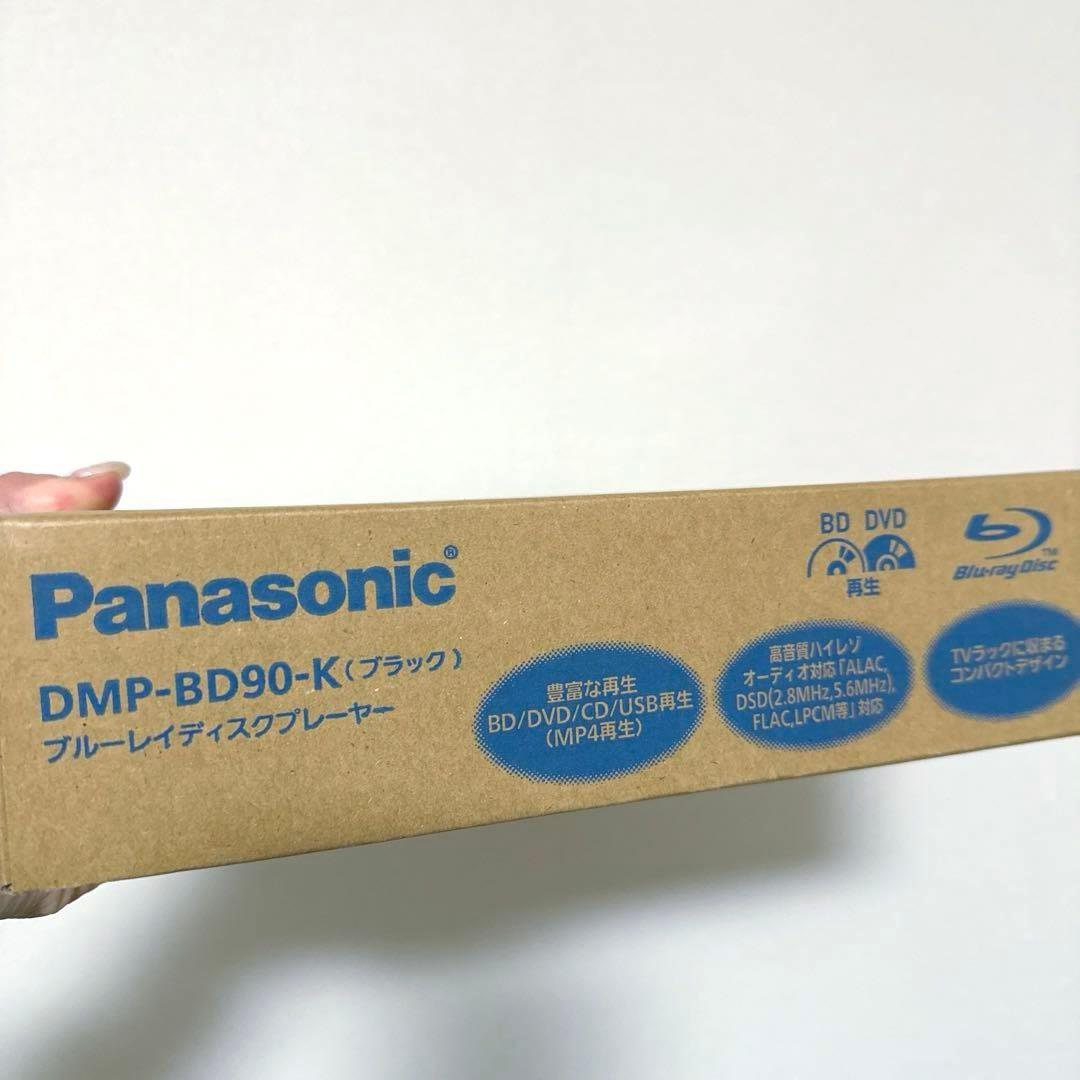 Panasonic®
DMP-BD90-K(ブラック)
ブルーレイディスクプレーヤー
豊富な再生
BD/DVD/CD/USB再生
(MP4再生)
高音質ハイレゾ
オーディオ対応「ALAC,
DSD(2.8MHz,5.6MHz),
FLAC,LPCM等」対応
BD DVD
再生
Blu-ray Disc™
TVラックに収まる
コンパクトデザイン